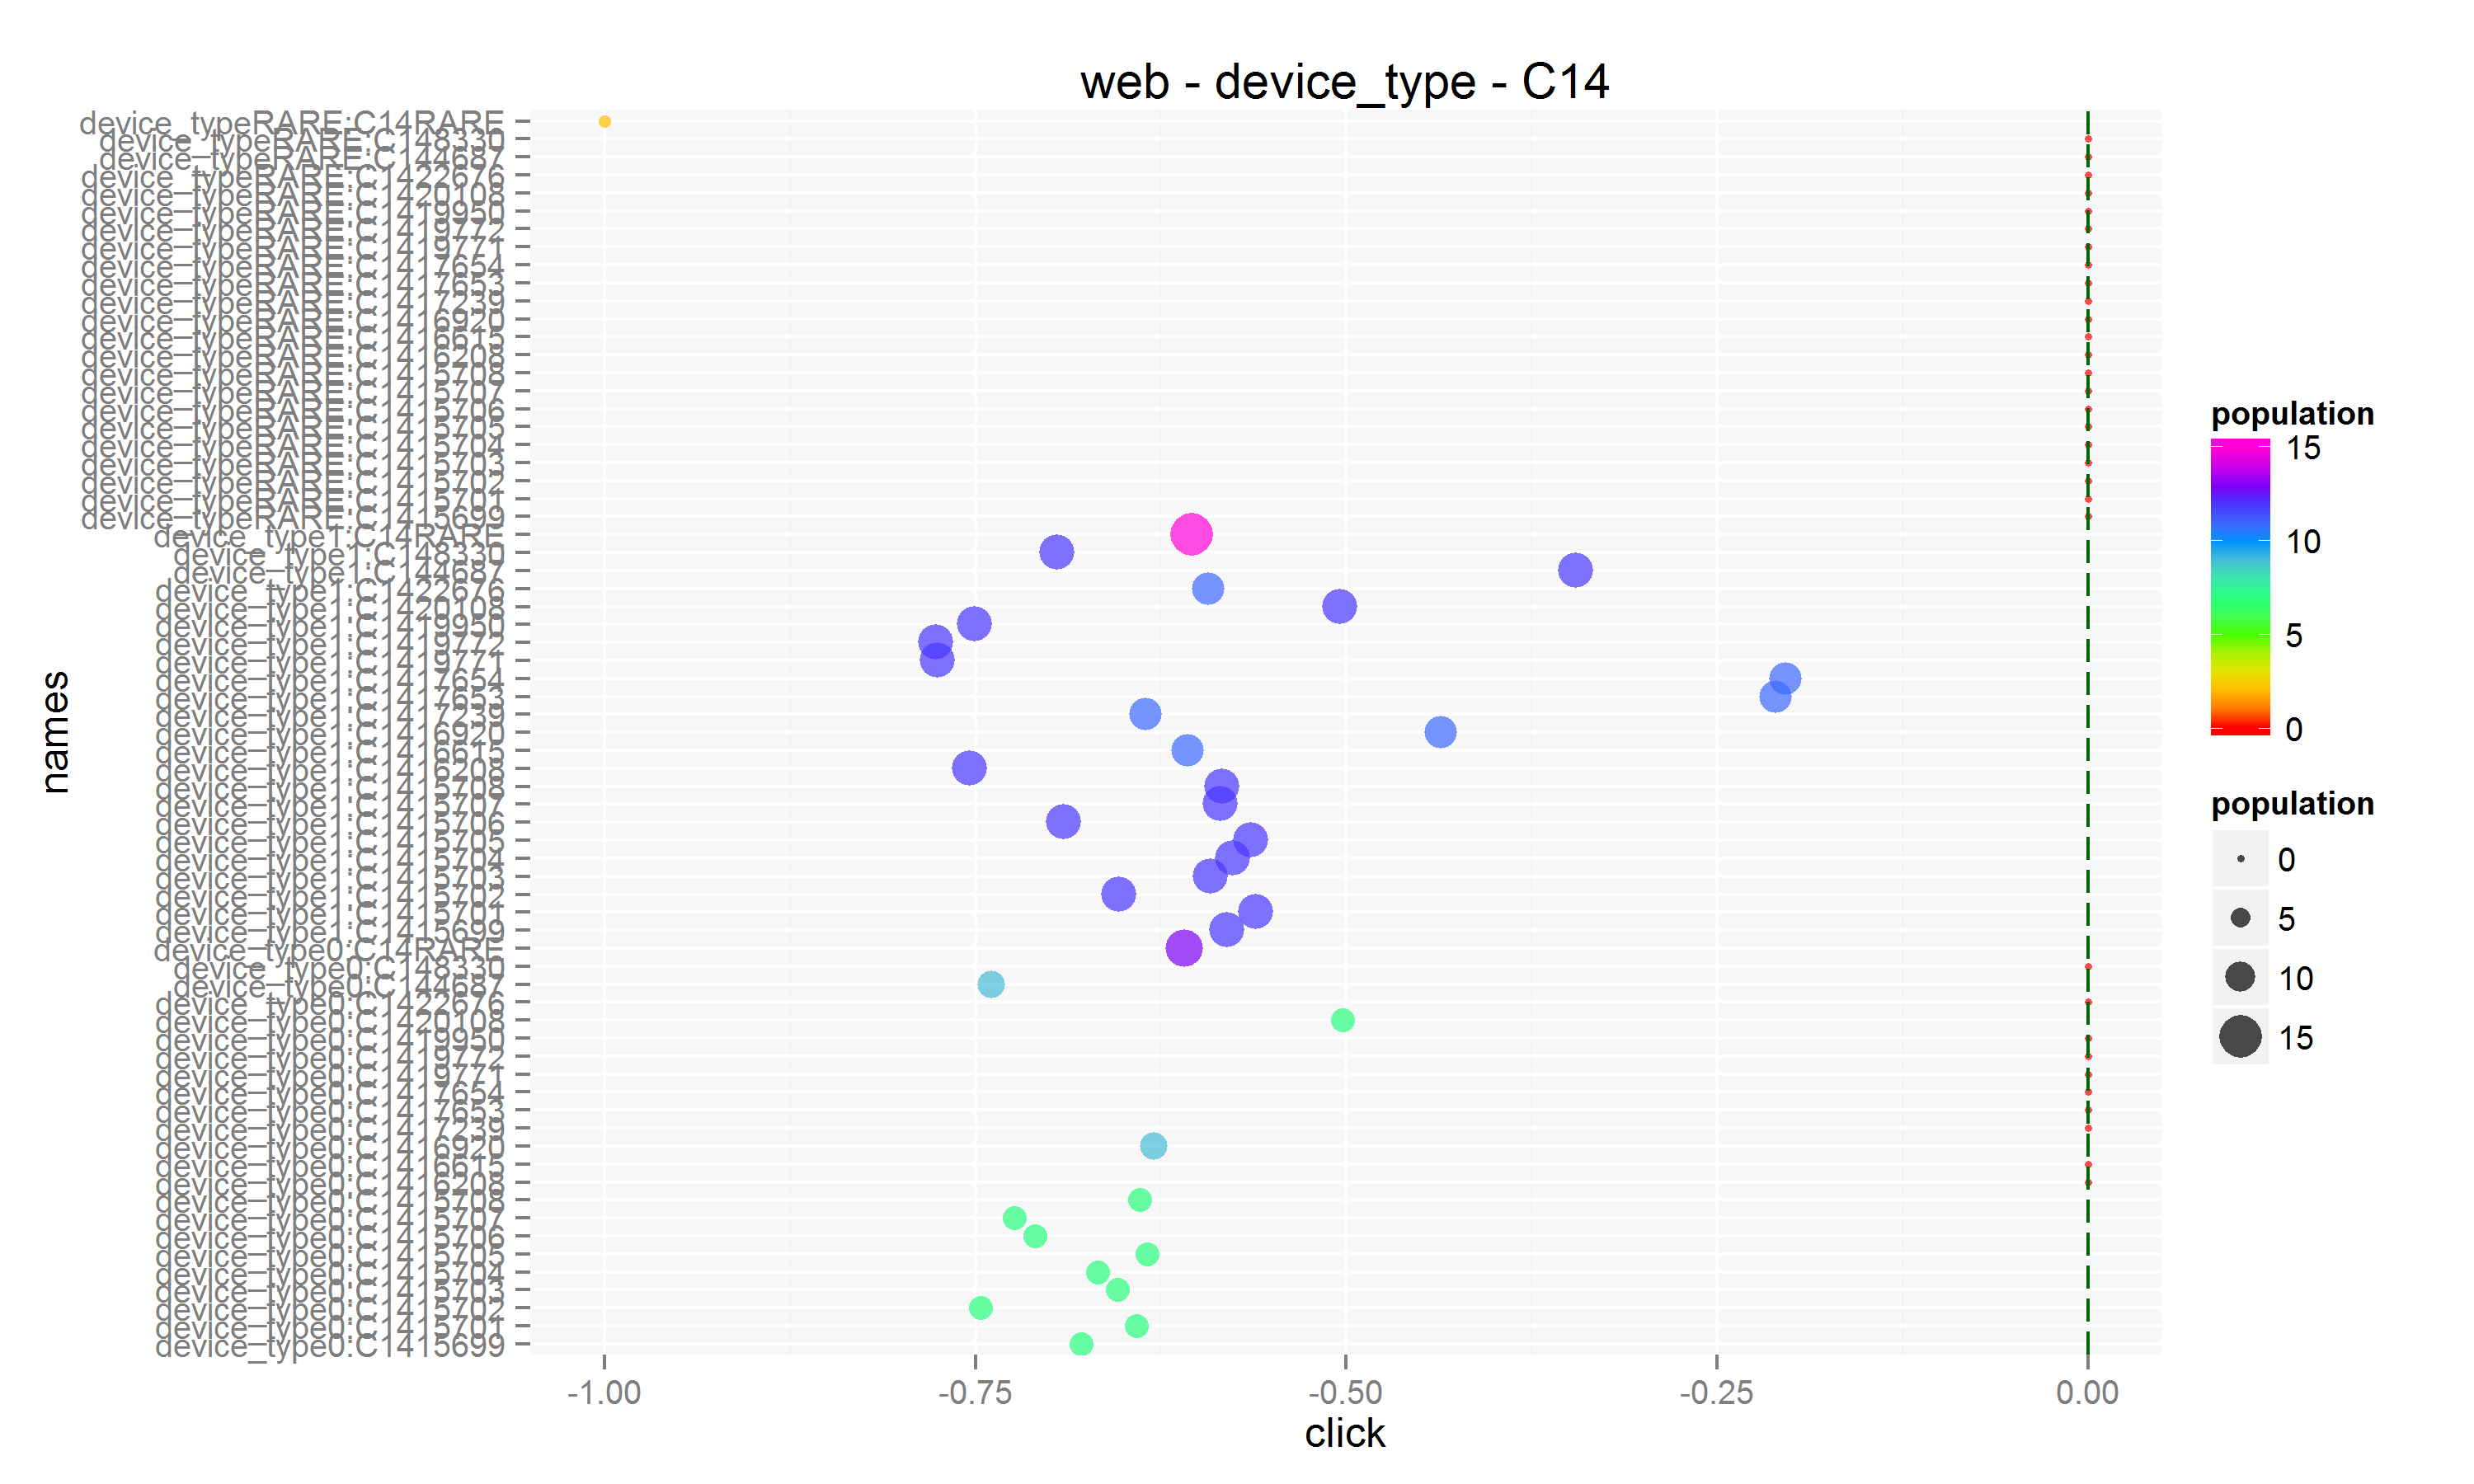 web - device_type - C14
names
device_typeRARE:C14RARE
device_typeRARE:C148330
device_typeRARE:C144687
device_typeRARE:C1422676
device_typeRARE:C1420108
device_typeRARE:C1419950
device_typeRARE:C1419772
device_typeRARE:C1419771
device_typeRARE:C1417654
device_typeRARE:C1417653
device_typeRARE:C1417239
device_typeRARE:C1416920
device_typeRARE:C1416615
device_typeRARE:C1416208
device_typeRARE:C1415708
device_typeRARE:C1415707
device_typeRARE:C1415706
device_typeRARE:C1415705
device_typeRARE:C1415704
device_typeRARE:C1415703
device_typeRARE:C1415702
device_typeRARE:C1415701
device_typeRARE:C1415699
device_type1:C14RARE
device_type1:C148330
device_type1:C144687
device_type1:C1422676
device_type1:C1420108
device_type1:C1419950
device_type1:C1419772
device_type1:C1419771
device_type1:C1417654
device_type1:C1417653
device_type1:C1417239
device_type1:C1416920
device_type1:C1416615
device_type1:C1416208
device_type1:C1415708
device_type1:C1415707
device_type1:C1415706
device_type1:C1415705
device_type1:C1415704
device_type1:C1415703
device_type1:C1415702
device_type1:C1415701
device_type1:C1415699
device_type0:C14RARE
device_type0:C148330
device_type0:C144687
device_type0:C1422676
device_type0:C1420108
device_type0:C1419950
device_type0:C1419772
device_type0:C1419771
device_type0:C1417654
device_type0:C1417653
device_type0:C1417239
device_type0:C1416920
device_type0:C1416615
device_type0:C1416208
device_type0:C1415708
device_type0:C1415707
device_type0:C1415706
device_type0:C1415705
device_type0:C1415704
device_type0:C1415703
device_type0:C1415702
device_type0:C1415701
device_type0:C1415699
-1.00 -0.75 -0.50 -0.25 0.00
click
population
15
10
5
0
population
0
5
10
15